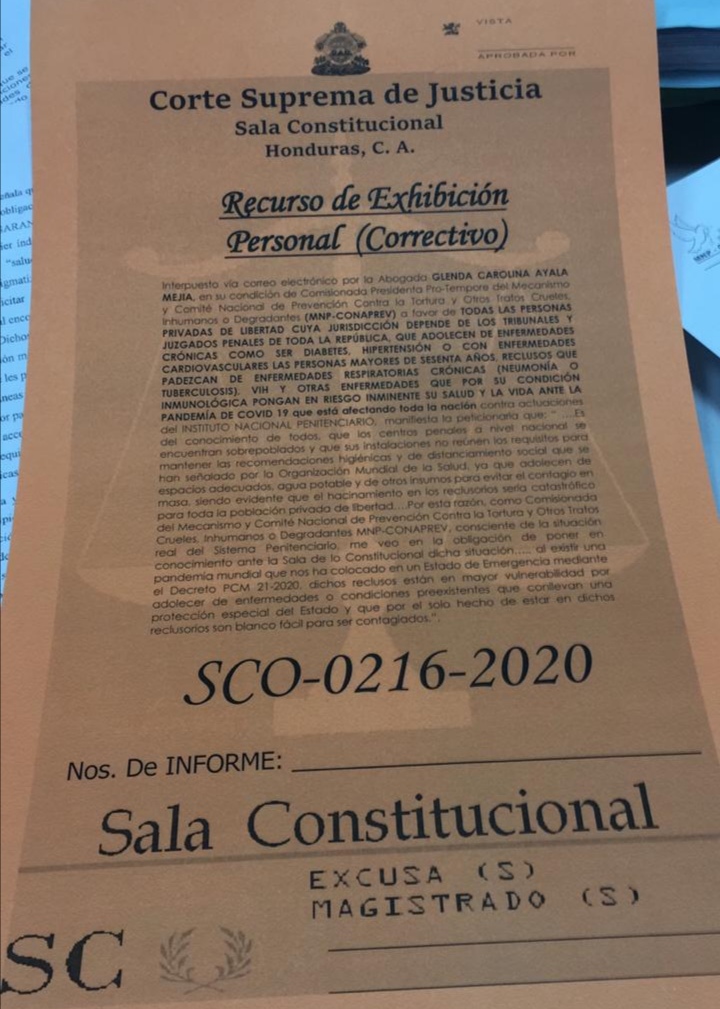 VISTA
APROBADA POR
Corte Suprema de Justicia
Sala Constitucional
Honduras, C. A.
Recurso de Exhibición
Personal (Correctivo)
Interpuesto vía correo electrónico por la Abogada GLENDA CAROLINA AYALA
MEJIA, en su condición de Comisionada Presidenta Pro-Tempore del Mecanismo
y Comité Nacional de Prevención Contra la Tortura y Otros Tratos Crueles,
Inhumanos o Degradantes (MNP-CONAPREV) a favor de TODAS LAS PERSONAS
PRIVADAS DE LIBERTAD CUYA JURISDICCIÓN DEPENDE DE LOS TRIBUNALES Y
JUZGADOS PENALES DE TODA LA REPÚBLICA, QUE ADOLECEN DE ENFERMEDADES
CRÓNICAS COMO SER DIABETES, HIPERTENSIÓN O CON ENFERMEDADES
CARDIOVASCULARES LAS PERSONAS MAYORES DE SESENTA AÑOS, RECLUSOS QUE
PADEZCAN DE ENFERMEDADES RESPIRATORIAS CRÓNICAS (NEUMONÍA O
TUBERCULOSIS), VIH Y OTRAS ENFERMEDADES QUE POR SU CONDICIÓN
INMUNOLÓGICA PONGAN EN RIESGO INMINENTE SU SALUD Y LA VIDA ANTE LA
PANDEMÍA DE COVID 19 que está afectando toda la nación contra actuaciones
del INSTITUTO NACIONAL PENITENCIARIO, manifiesta la peticionaria que: " ....Es
del conocimiento de todos, que los centros penales a nivel nacional se
encuentran sobrepoblados y que sus instalaciones no reúnen los requisitos para
mantener las recomendaciones higiénicas y de distanciamiento social que se
han señalado por la Organización Mundial de la Salud, ya que adolecen de
espacios adecuados, agua potable y de otros insumos para evitar el contagio en
masa, siendo evidente que el hacinamiento en los reclusorios sería catastrófico
para toda la población privada de libertad....Por esta razón, como Comisionada
del Mecanismo y Comité Nacional de Prevención Contra la Tortura y Otros Tratos
Crueles, Inhumanos o Degradantes MNP-CONAPREV, consciente de la situación
real del Sistema Penitenciario, me veo en la obligación de poner en
conocimiento ante la Sala de lo Constitucional dicha situación..... al existir una
pandemia mundial que nos ha colocado en un Estado de Emergencia mediante
el Decreto PCM 21-2020, dichos reclusos están en mayor vulnerabilidad por
adolecer de enfermedades o condiciones preexistentes que conllevan una
protección especial del Estado y que por el solo hecho de estar en dichos
reclusorios son blanco fácil para ser contagiados.".
SCO-0216-2020
Nos. De INFORME:
Sala Constitucional
EXCUSA (S)
MAGISTRADO (S)
SC